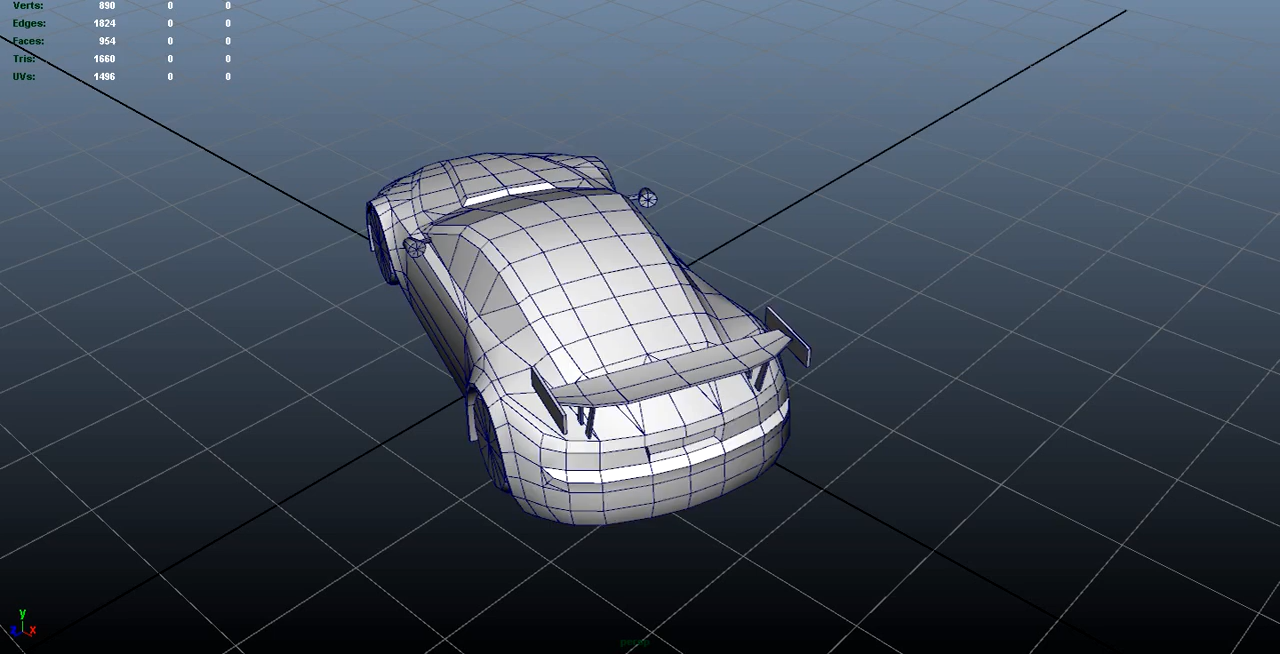 Verts: 890 0 0
Edges: 1824 0 0
Faces: 954 0 0
Tris: 1660 0 0
UVs: 1496 0 0
y
z x
persp